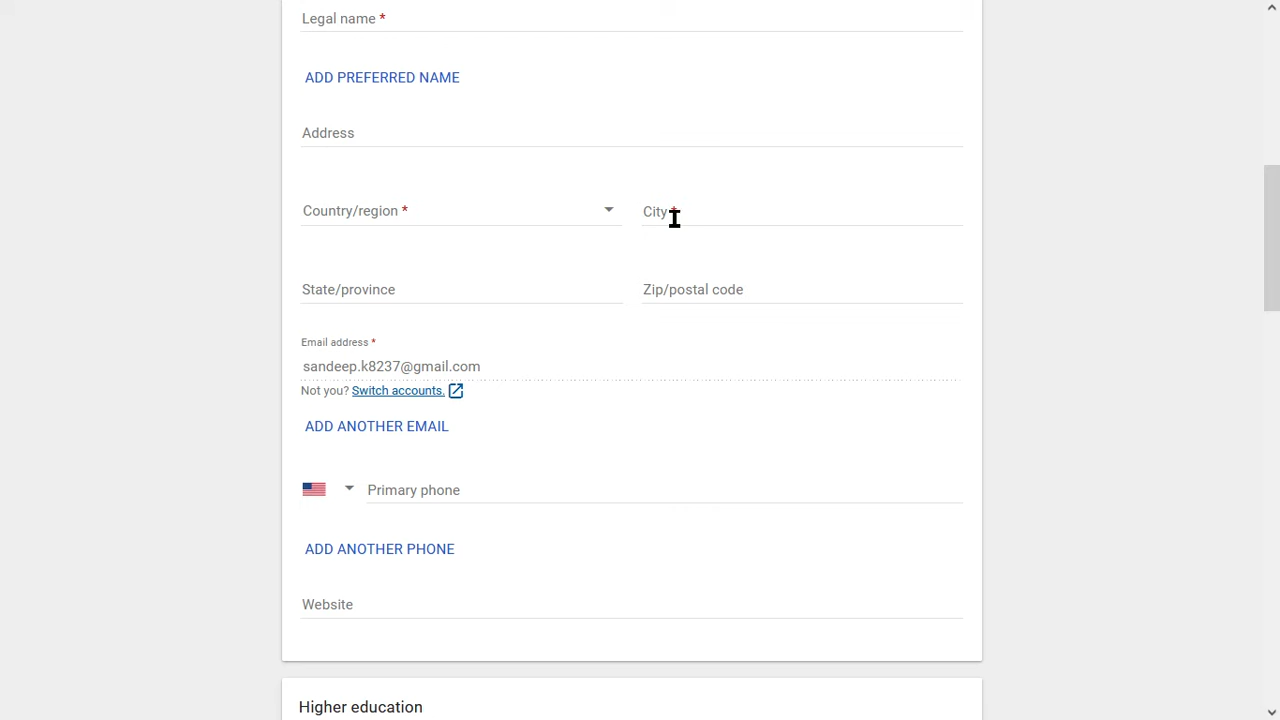 Legal name *
ADD PREFERRED NAME
Address
Country/region * City *
State/province Zip/postal code
Email address *
sandeep.k8237@gmail.com
Not you? Switch accounts.
ADD ANOTHER EMAIL
Primary phone
ADD ANOTHER PHONE
Website
Higher education